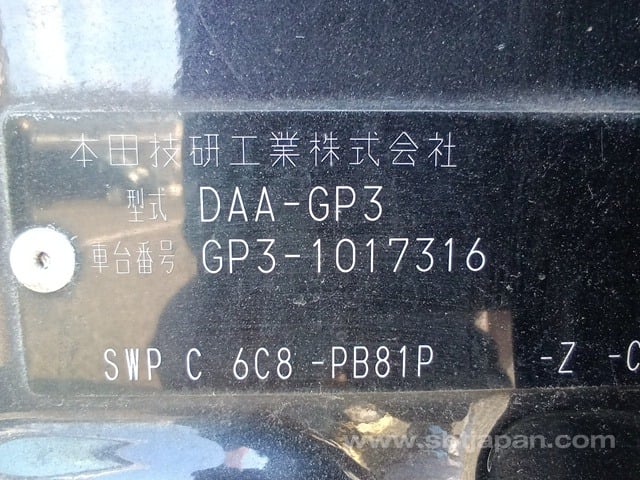 本田技研工業株式会社
型式 DAA-GP3
車台番号 GP3-1017316
SWP C 6C8-PB81P -Z -C
www.sbtjapan.com